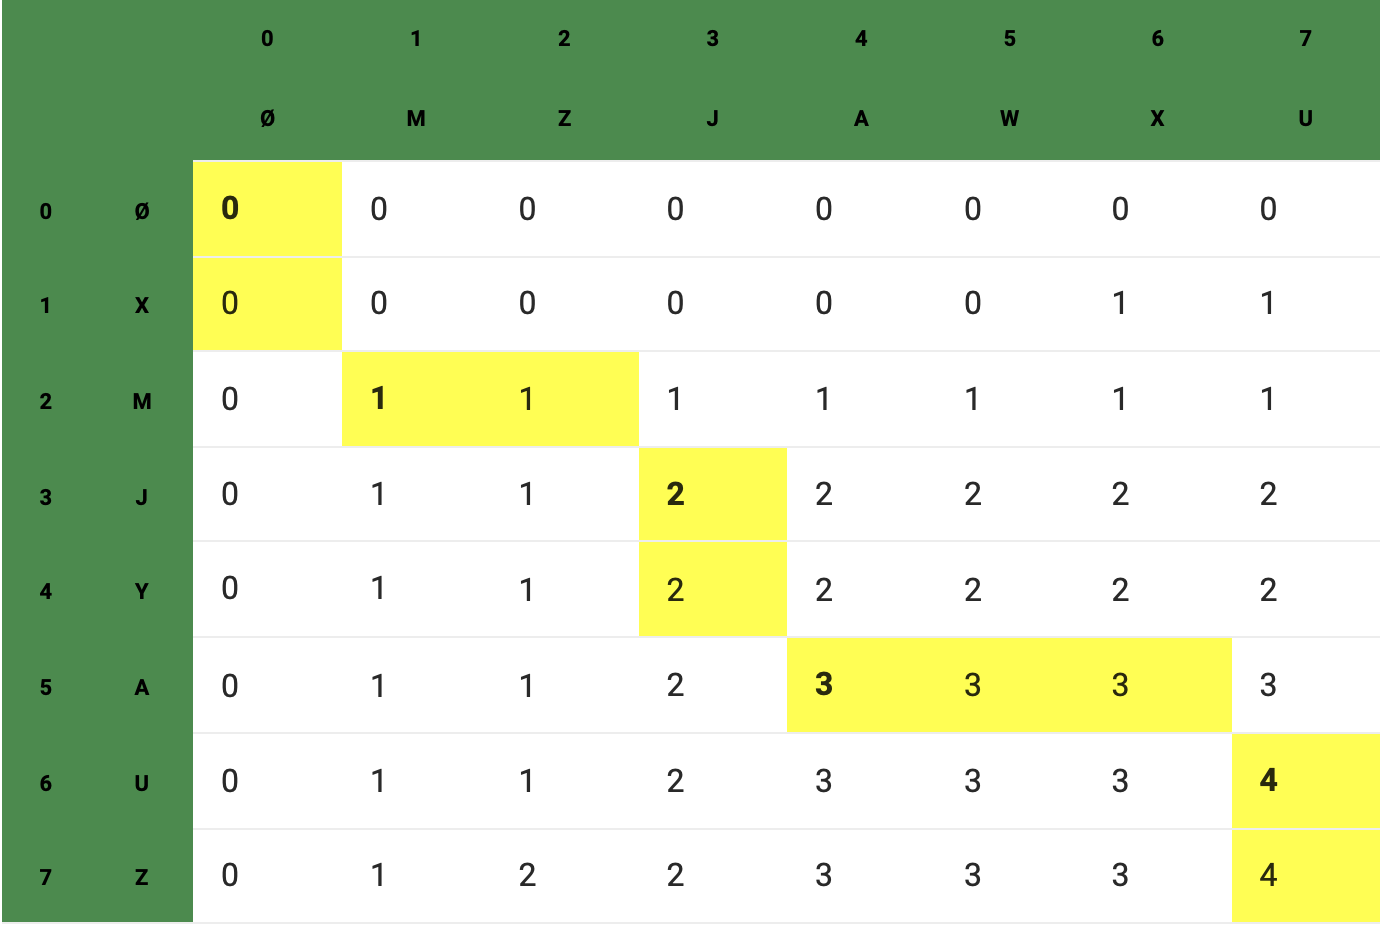 0 1 2 3 4 5 6 7
Ø M Z J A W X U
0 Ø 0 0 0 0 0 0 0 0
1 X 0 0 0 0 0 0 1 1
2 M 0 1 1 1 1 1 1 1
3 J 0 1 1 2 2 2 2 2
4 Y 0 1 1 2 2 2 2 2
5 A 0 1 1 2 3 3 3 3
6 U 0 1 1 2 3 3 3 4
7 Z 0 1 2 2 3 3 3 4